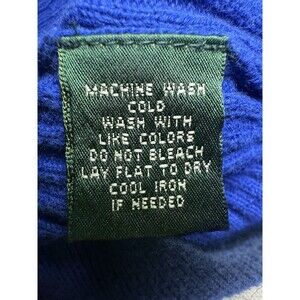 MACHINE WASH
COLD
WASH WITH
LIKE COLORS
DO NOT BLEACH
LAY FLAT TO DRY
COOL IRON
IF NEEDED